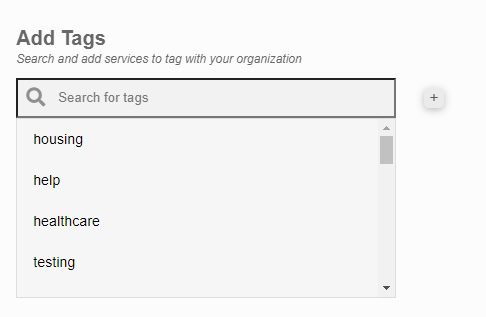 Add Tags
Search and add services to tag with your organization
Search for tags
+
housing
help
healthcare
testing